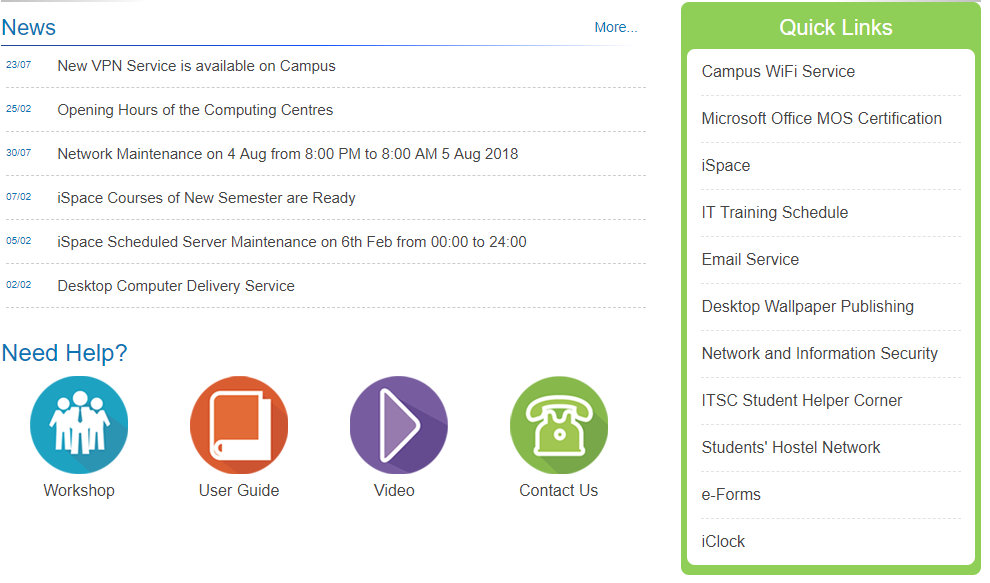 News
More...
23/07 New VPN Service is available on Campus
25/02 Opening Hours of the Computing Centres
30/07 Network Maintenance on 4 Aug from 8:00 PM to 8:00 AM 5 Aug 2018
07/02 iSpace Courses of New Semester are Ready
05/02 iSpace Scheduled Server Maintenance on 6th Feb from 00:00 to 24:00
02/02 Desktop Computer Delivery Service
Need Help?
Workshop
User Guide
Video
Contact Us
Quick Links
Campus WiFi Service
Microsoft Office MOS Certification
iSpace
IT Training Schedule
Email Service
Desktop Wallpaper Publishing
Network and Information Security
ITSC Student Helper Corner
Students' Hostel Network
e-Forms
iClock